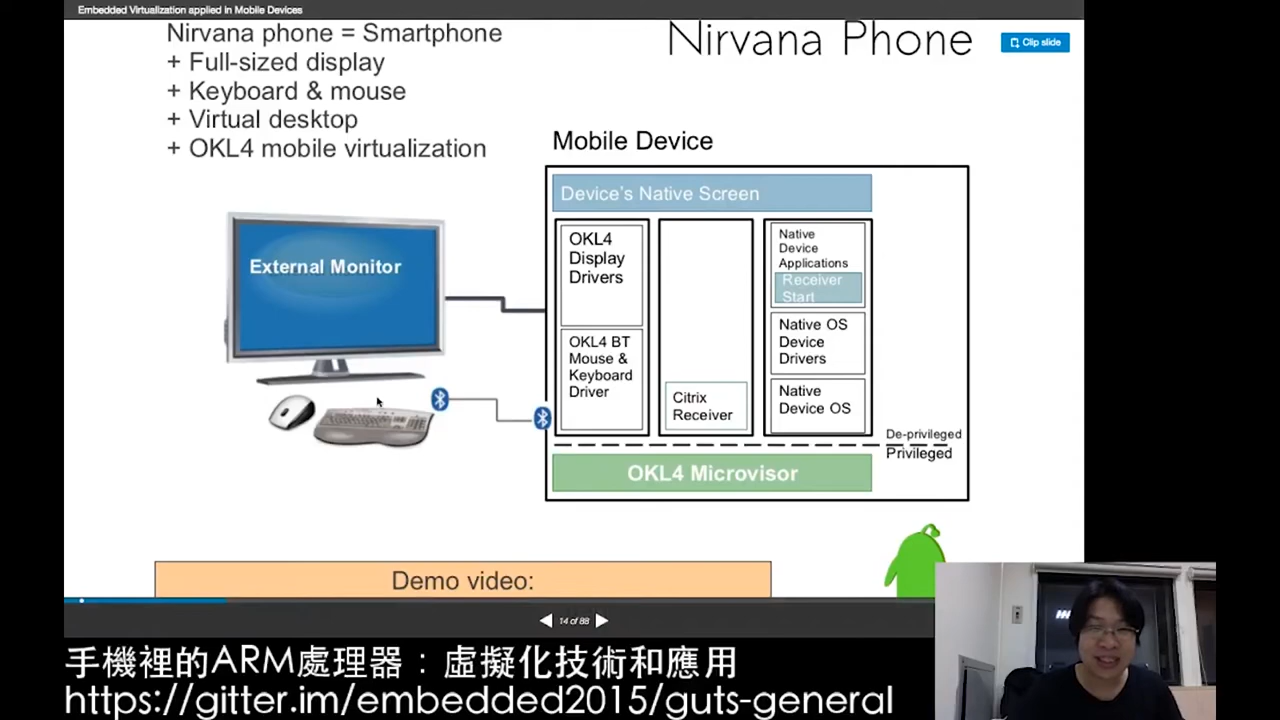 Embedded Virtualization applied in Mobile Devices
Nirvana phone = Smartphone
+ Full-sized display
+ Keyboard & mouse
+ Virtual desktop
+ OKL4 mobile virtualization
Nirvana Phone
Clip slide
Mobile Device
Device's Native Screen
External Monitor
OKL4
Display
Drivers
OKL4 BT
Mouse &
Keyboard
Driver
Citrix
Receiver
Native
Device
Applications
Receiver
Start
Native OS
Device
Drivers
Native
Device OS
De-privileged
Privileged
OKL4 Microvisor
Demo video:
14 of 88
手機裡的ARM處理器：虛擬化技術和應用
https://gitter.im/embedded2015/guts-general